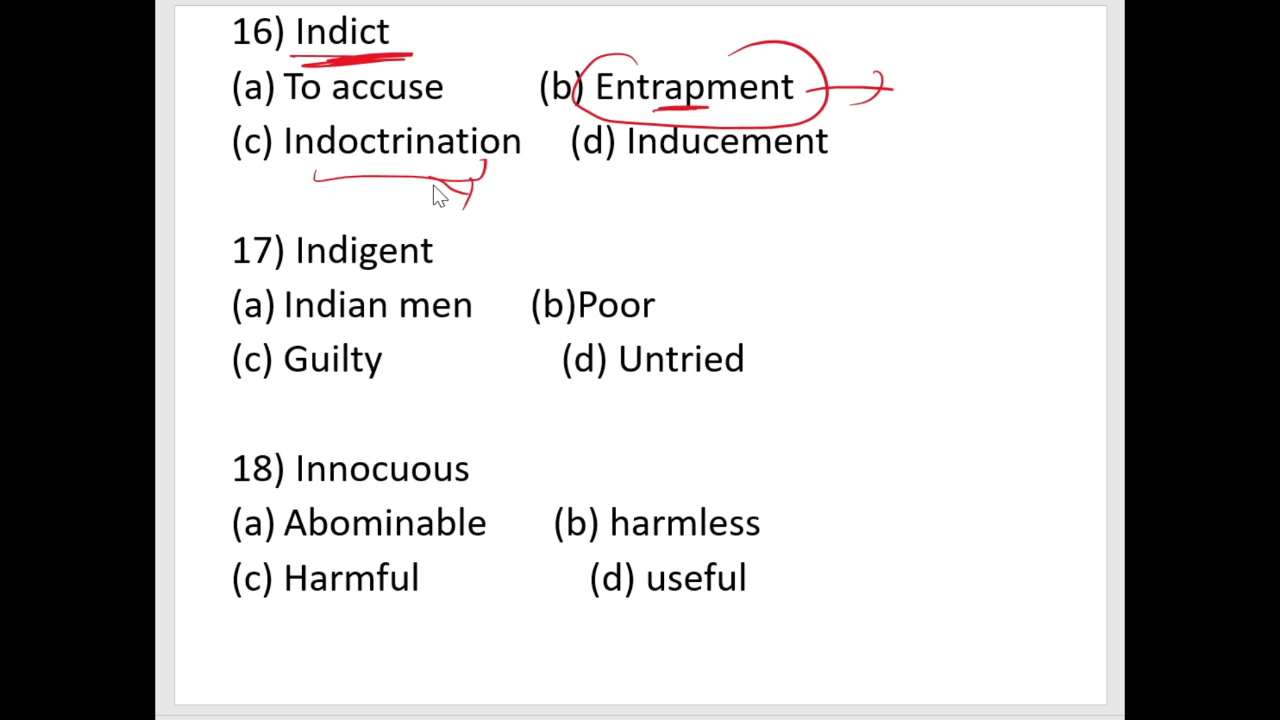 16) Indict
(a) To accuse (b) Entrapment
(c) Indoctrination (d) Inducement
17) Indigent
(a) Indian men (b)Poor
(c) Guilty (d) Untried
18) Innocuous
(a) Abominable (b) harmless
(c) Harmful (d) useful